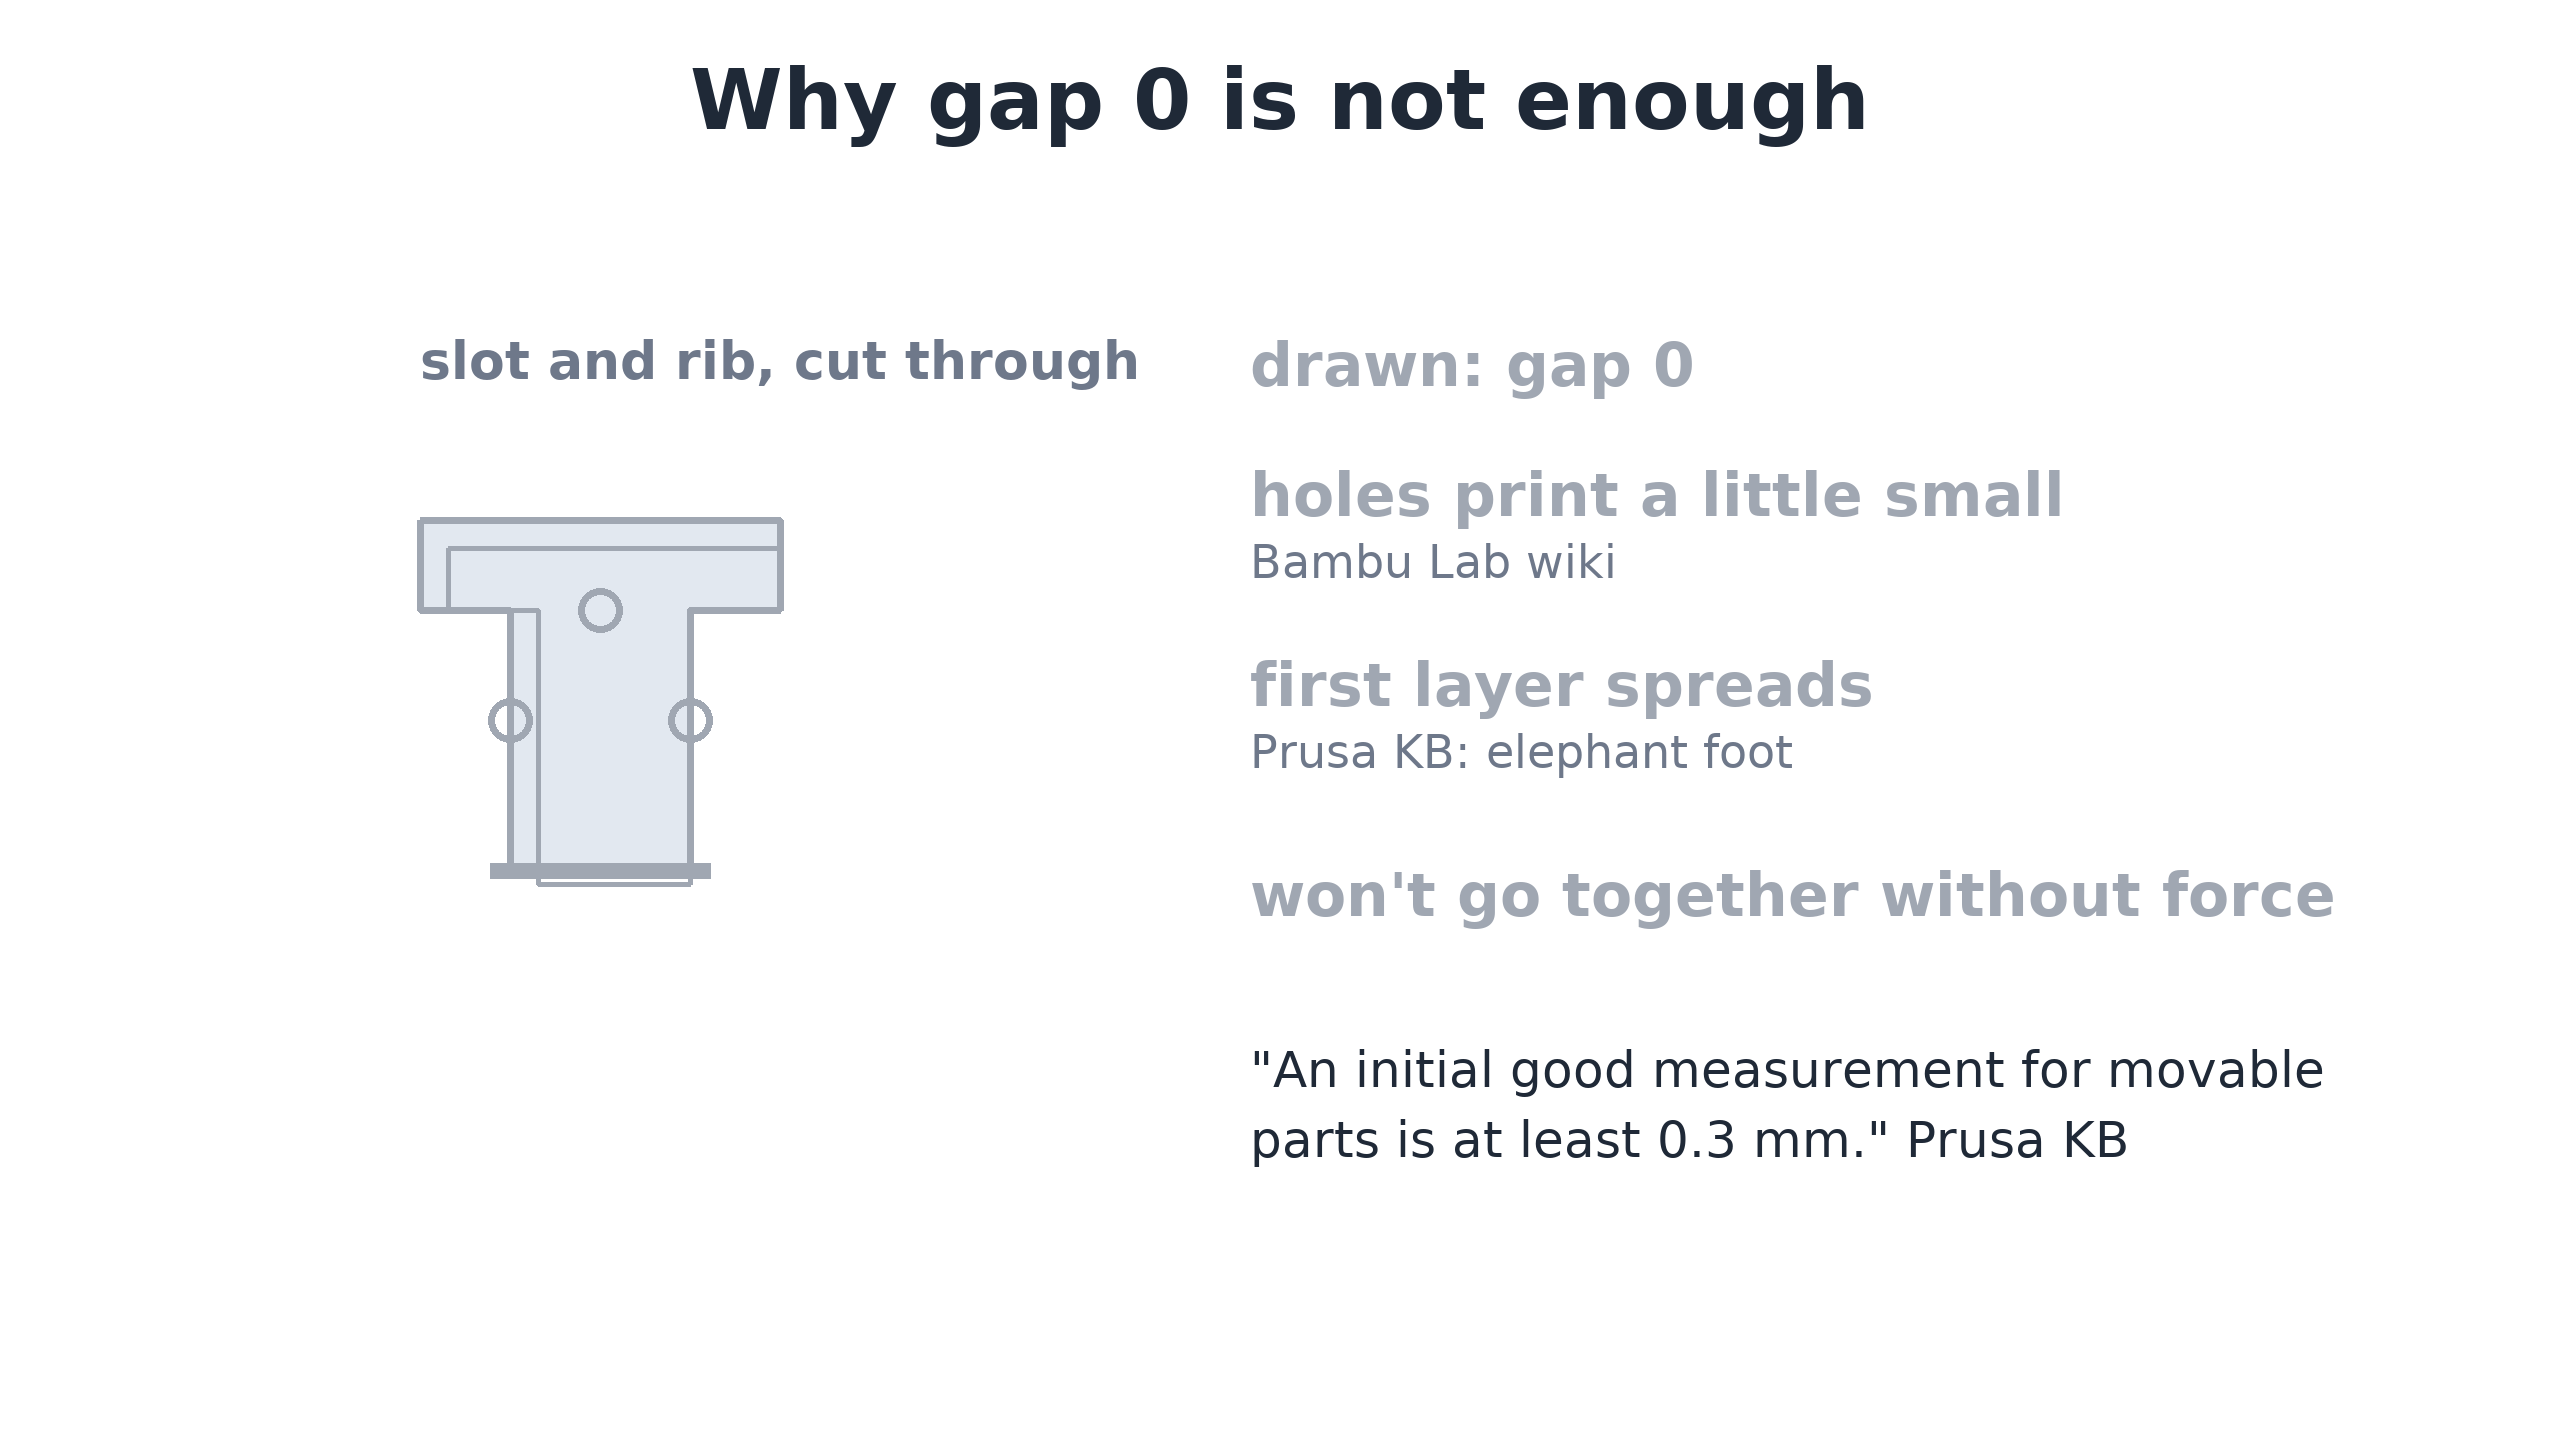 Why gap 0 is not enough
slot and rib, cut through
drawn: gap 0
holes print a little small
Bambu Lab wiki
first layer spreads
Prusa KB: elephant foot
won't go together without force
"An initial good measurement for movable
parts is at least 0.3 mm." Prusa KB